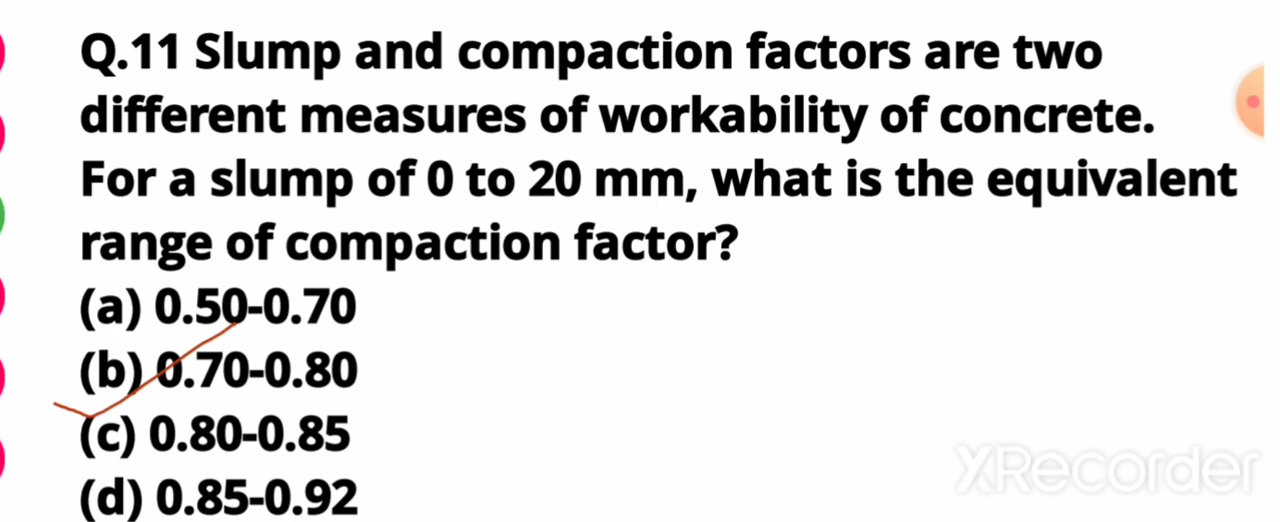 Q.11 Slump and compaction factors are two
different measures of workability of concrete.
For a slump of 0 to 20 mm, what is the equivalent
range of compaction factor?
(a) 0.50-0.70
(b) 0.70-0.80
(c) 0.80-0.85
(d) 0.85-0.92
XRecorder